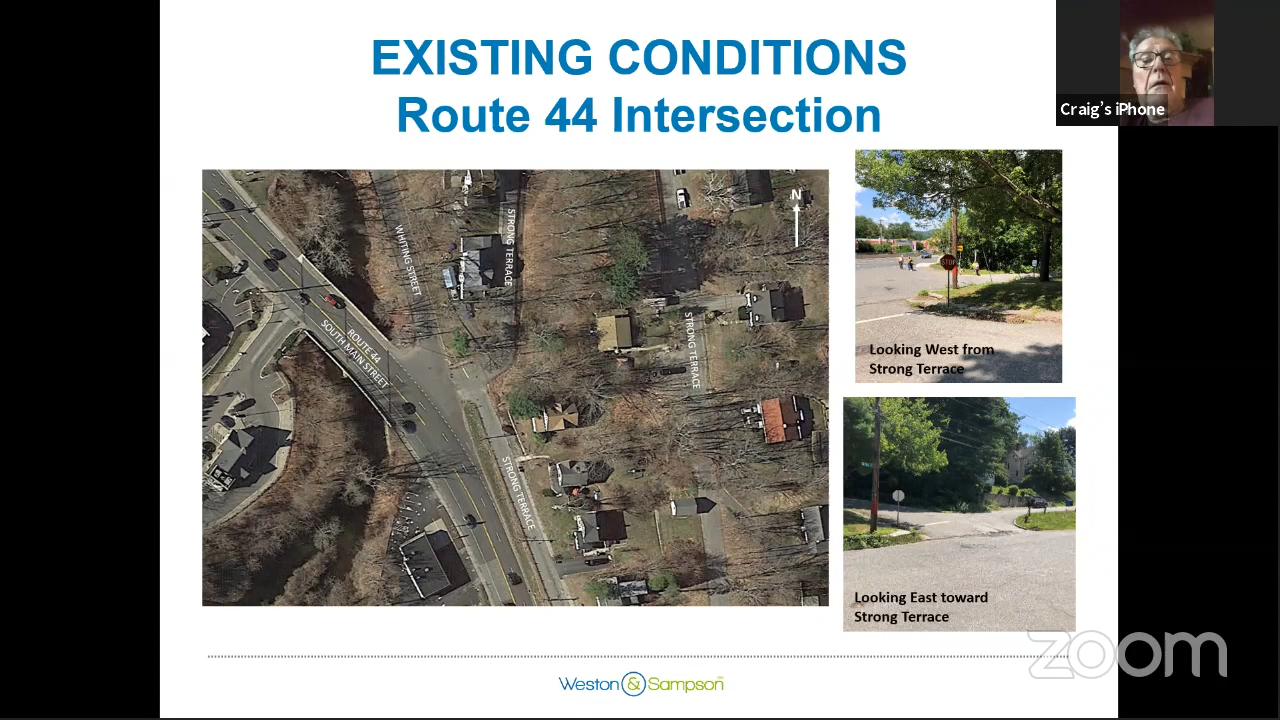 EXISTING CONDITIONS
Route 44 Intersection
Craig's iPhone
N
WHITING STREET
STRONG TERRACE
ROUTE 44
SOUTH MAIN STREET
STRONG TERRACE
STRONG TERRACE
STOP
Looking West from
Strong Terrace
Looking East toward
Strong Terrace
Weston & Sampson
zoom